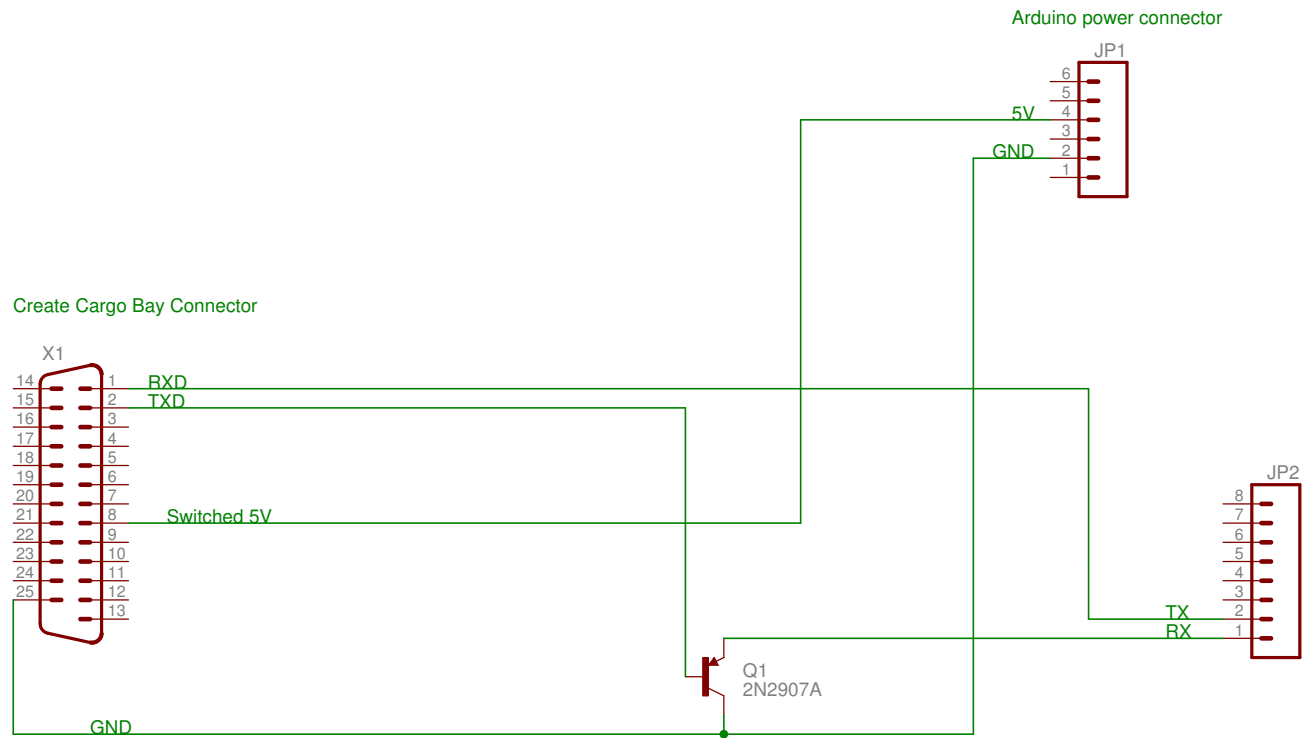 Arduino power connector
JP1
6
5
5V 4
3
GND 2
1
Create Cargo Bay Connector
X1
14 1 RXD
15 2 TXD
16 3
17 4
18 5
19 6
20 7
21 8 Switched 5V
22 9
23 10
24 11
25 12
13
JP2
8
7
6
5
4
3
TX 2
RX 1
Q1
2N2907A
GND